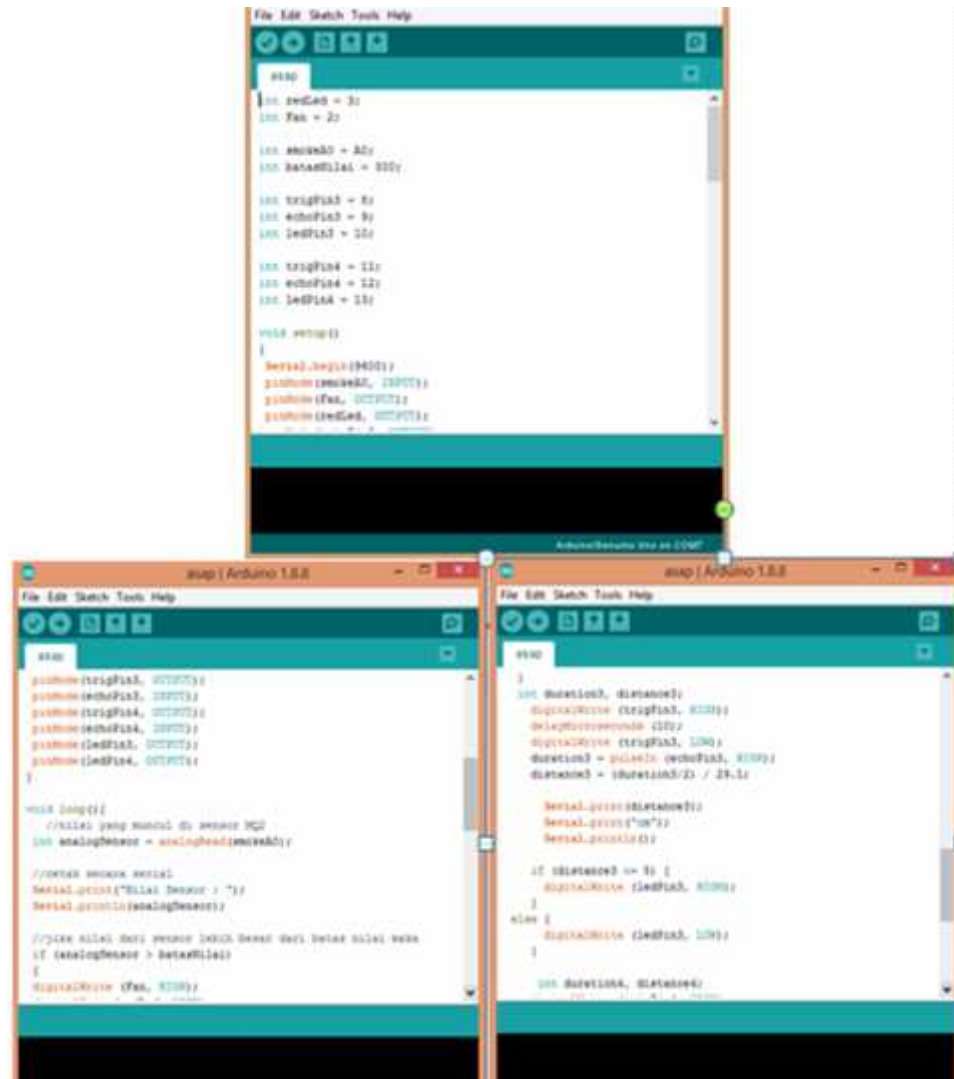 File Edit Sketch Tools Help
asap
int redLed = 3;
int Fan = 2;
int smokeA0 = A0;
int batasNilai =
int trigPin3 = 8;
int echoPin3 = 9;
int ledPin3 = 10;
int trigPin4 = 11;
int echoPin4 = 12;
int ledPin4 = 13;
void setup()
{
Serial.begin(9600);
pinMode(smokeA0, INPUT);
pinMode(Fan, OUTPUT);
pinMode(redLed, OUTPUT);
Arduino/Genuino Uno on
asap | Arduino 1.8.8
File Edit Sketch Tools Help
asap
pinMode(trigPin3, OUTPUT);
pinMode(echoPin3, INPUT);
pinMode(trigPin4, OUTPUT);
pinMode(echoPin4, INPUT);
pinMode(ledPin3, OUTPUT);
pinMode(ledPin4, OUTPUT);
}
void loop(){
//nilai yang muncul di sensor MQ2
int analogSensor = analogRead(smokeA0);
//cetak secara serial
Serial.print("Nilai Sensor : ");
Serial.println(analogSensor);
//jika nilai dari sensor lebih besar dari batas nilai maka
if (analogSensor > batasNilai)
{
digitalWrite (Fan, HIGH);
asap | Arduino 1.8.8
File Edit Sketch Tools Help
asap
}
int duration3, distance3;
digitalWrite (trigPin3, HIGH);
delayMicroseconds (10);
digitalWrite (trigPin3, LOW);
duration3 = pulseIn (echoPin3, HIGH);
distance3 = (duration3/2) / 29.1;
Serial.print(distance3);
Serial.print("cm");
Serial.println();
if (distance3 <= 5) {
digitalWrite (ledPin3, HIGH);
}
else {
digitalWrite (ledPin3, LOW);
}
int duration4, distance4;